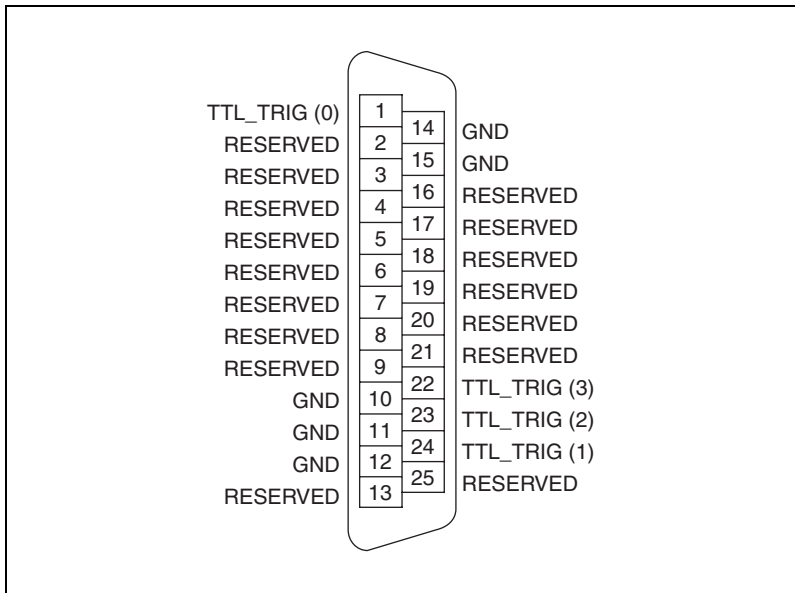 TTL_TRIG (0) 1
14 GND
RESERVED 2
15 GND
RESERVED 3
16 RESERVED
RESERVED 4
17 RESERVED
RESERVED 5
18 RESERVED
RESERVED 6
19 RESERVED
RESERVED 7
20 RESERVED
RESERVED 8
21 RESERVED
RESERVED 9
22 TTL_TRIG (3)
GND 10
23 TTL_TRIG (2)
GND 11
24 TTL_TRIG (1)
GND 12
25 RESERVED
RESERVED 13